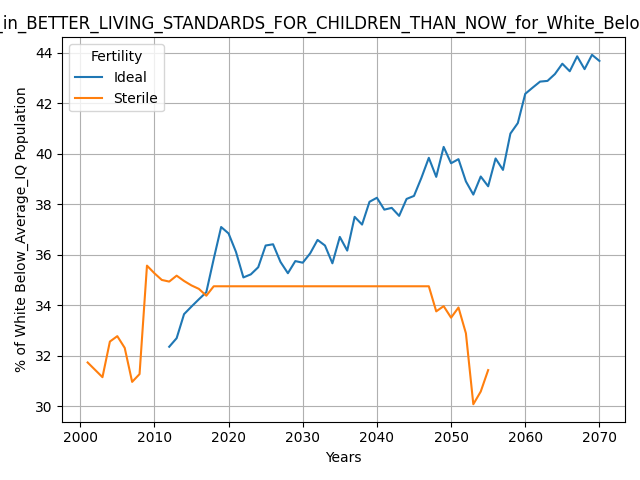 _in_BETTER_LIVING_STANDARDS_FOR_CHILDREN_THAN_NOW_for_White_Belo
Fertility
Ideal
Sterile
% of White Below_Average_IQ Population
44
42
40
38
36
34
32
30
2000 2010 2020 2030 2040 2050 2060 2070
Years